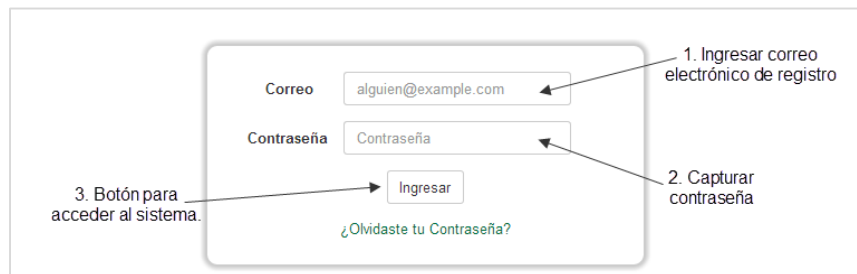 1. Ingresar correo
electrónico de registro
Correo
alguien@example.com
Contraseña
Contraseña
2. Capturar
contraseña
3. Botón para
acceder al sistema.
Ingresar
¿Olvidaste tu Contraseña?